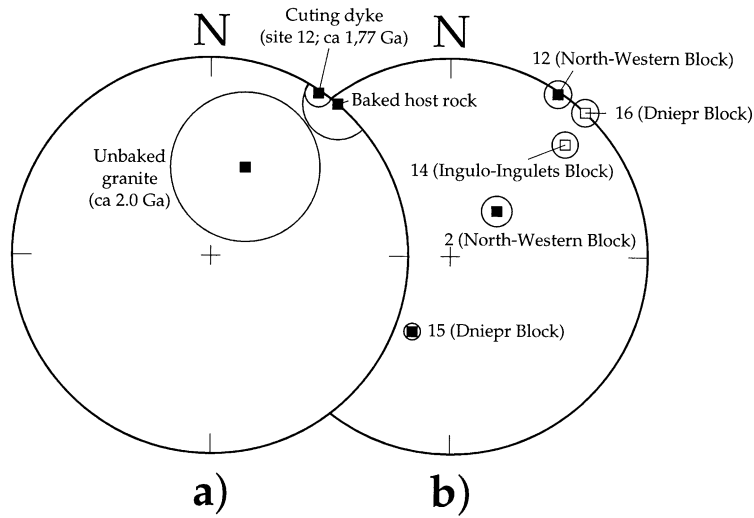 N
Cuting dyke
(site 12; ca 1,77 Ga)
Baked host rock
Unbaked
granite
(ca 2.0 Ga)
a)
N
12 (North-Western Block)
16 (Dniepr Block)
14 (Ingulo-Ingulets Block)
2 (North-Western Block)
15 (Dniepr Block)
b)